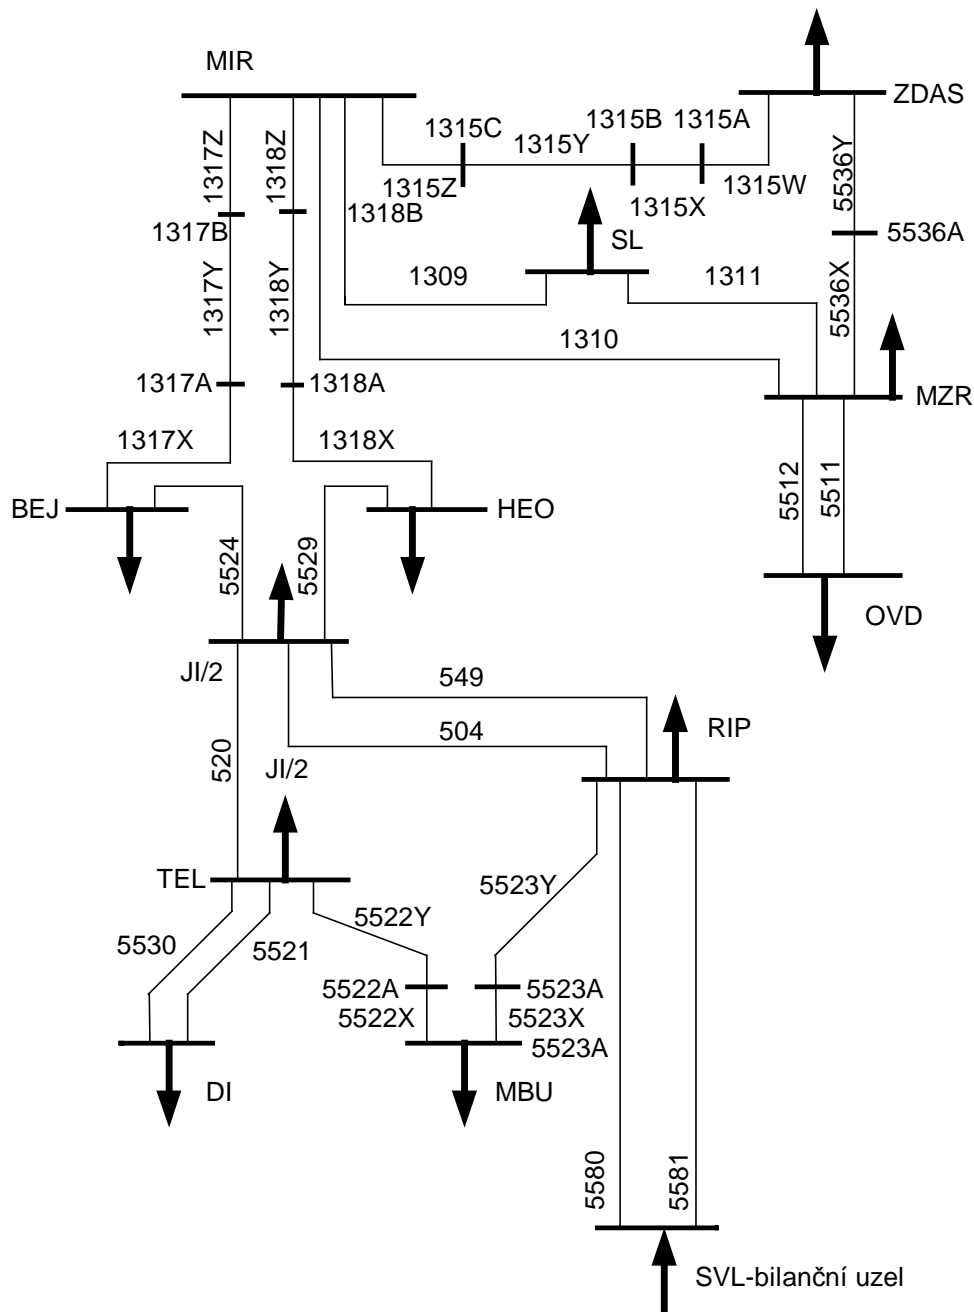 MIR
ZDAS
1315C
1315B
1315A
1315Y
1317Z
1318Z
1315Z
1315X
1315W
5536Y
1318B
1317B
SL
5536A
1309
1311
1317Y
1318Y
5536X
1310
1317A
1318A
MZR
1317X
1318X
BEJ
HEO
5512
5511
5524
5529
OVD
JI/2
549
RIP
504
520
JI/2
TEL
5523Y
5522Y
5530
5521
5522A
5523A
5522X
5523X
5523A
DI
MBU
5580
5581
SVL-bilanční uzel